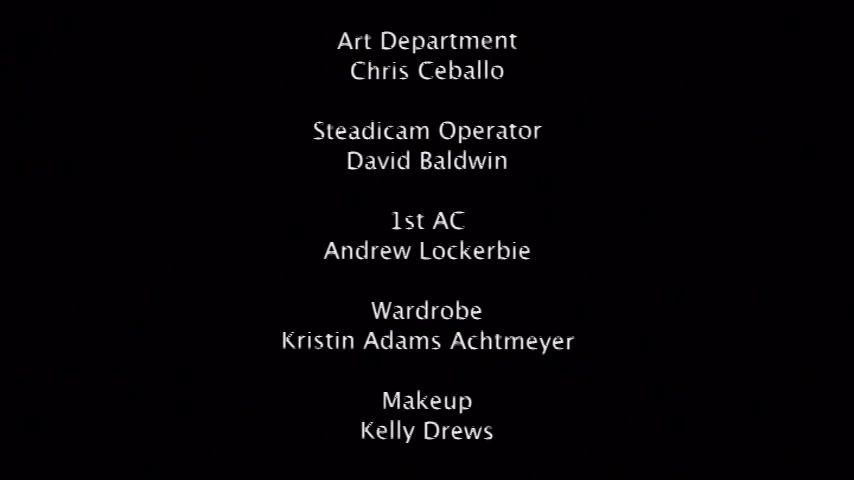 Art Department
Chris Ceballo
Steadicam Operator
David Baldwin
1st AC
Andrew Lockerbie
Wardrobe
Kristin Adams Achtmeyer
Makeup
Kelly Drews